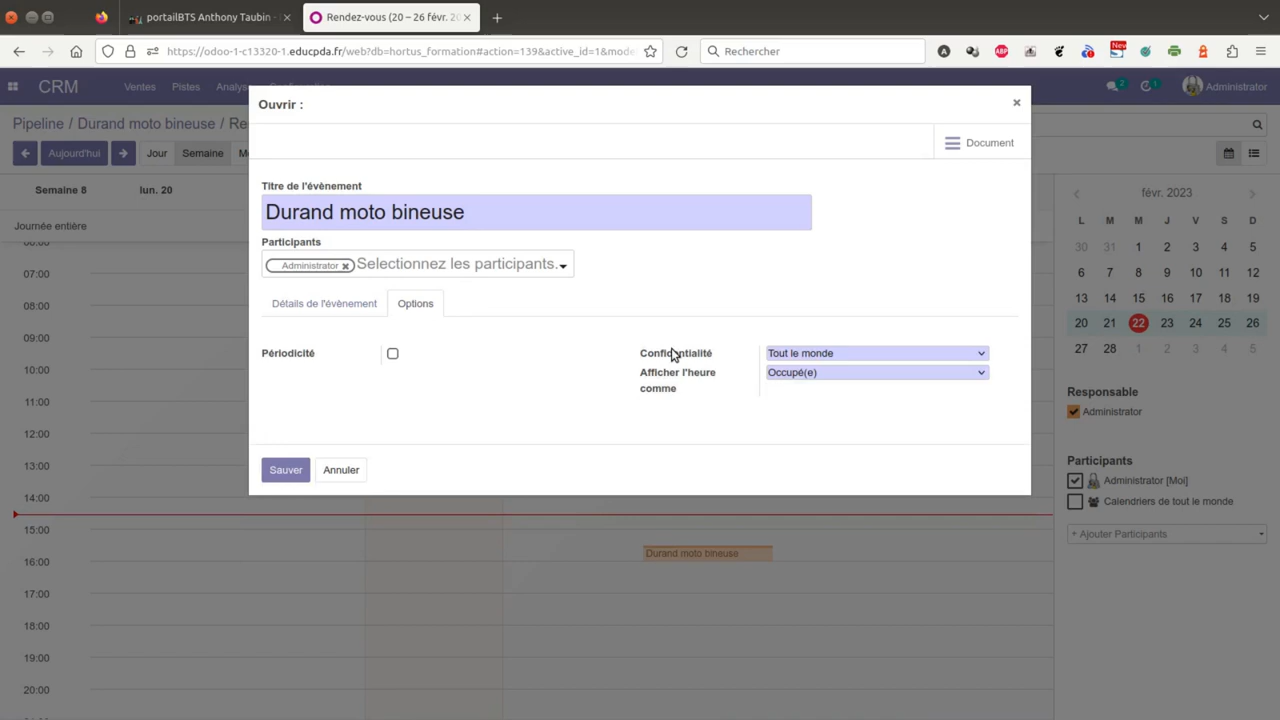 portailBTS Anthony Taubin
Rendez-vous (20 – 26 févr. 20
https://odoo-1-c13320-1.educpda.fr/web?db=hortus_formation#action=139&active_id=1&mode
Rechercher
New
CRM
Ventes
Pistes
Analys
2
1
Administrator
Pipeline / Durand moto bineuse / Re
Aujourd'hui
Jour
Semaine
Semaine 8
lun. 20
Journée entière
07:00
08:00
09:00
10:00
11:00
12:00
13:00
14:00
15:00
16:00
17:00
18:00
19:00
20:00
Ouvrir :
×
Document
Titre de l'évènement
Durand moto bineuse
Participants
Administrator
Selectionnez les participants.
Détails de l'évènement
Options
Périodicité
Confidentialité
Tout le monde
Afficher l'heure
comme
Occupé(e)
Sauver
Annuler
Durand moto bineuse
févr. 2023
L M M J V S D
30 31 1 2 3 4 5
6 7 8 9 10 11 12
13 14 15 16 17 18 19
20 21 22 23 24 25 26
27 28 1 2 3 4 5
Responsable
Administrator
Participants
Administrator [Moi]
Calendriers de tout le monde
+ Ajouter Participants